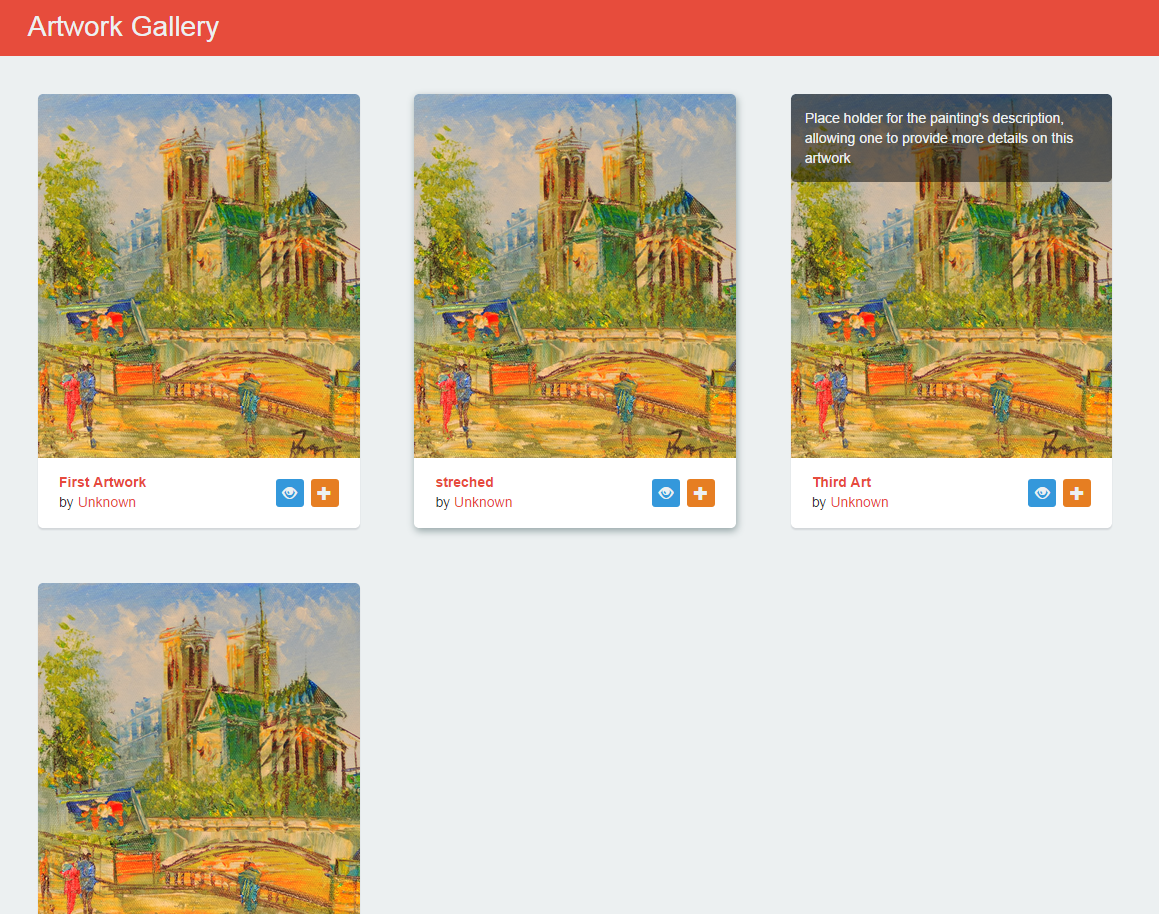 Artwork Gallery
Place holder for the painting's description,
allowing one to provide more details on this
artwork
First Artwork
by Unknown
streched
by Unknown
Third Art
by Unknown